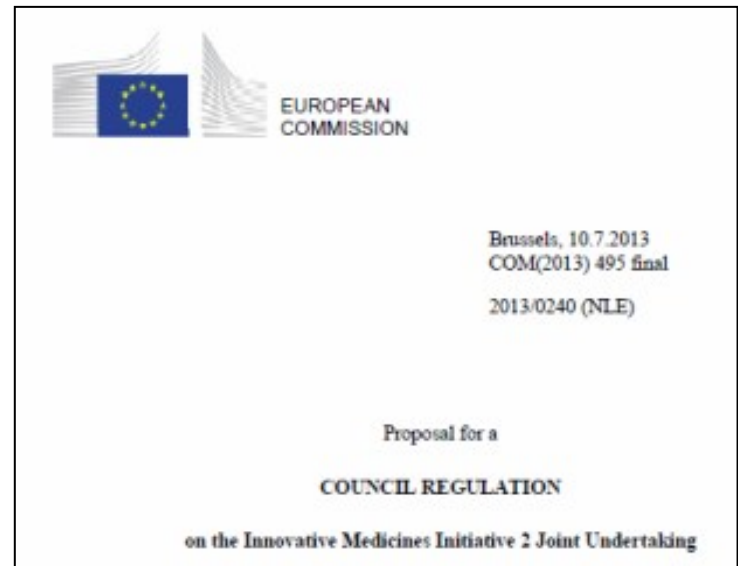 EUROPEAN
COMMISSION
Brussels, 10.7.2013
COM(2013) 495 final
2013/0240 (NLE)
Proposal for a
COUNCIL REGULATION
on the Innovative Medicines Initiative 2 Joint Undertaking